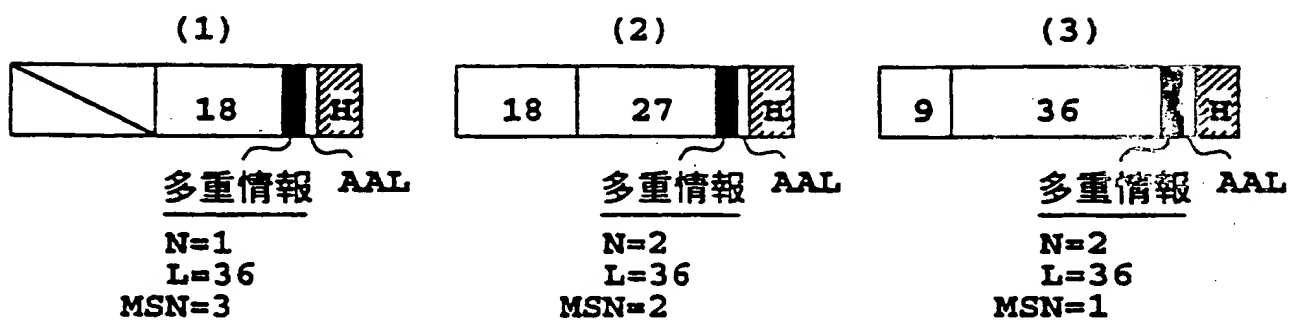 (1) (2) (3)
18 H 18 27 H 9 36 H
多重情報 AAL 多重情報 AAL 多重情報 AAL
N=1 N=2 N=2
L=36 L=36 L=36
MSN=3 MSN=2 MSN=1